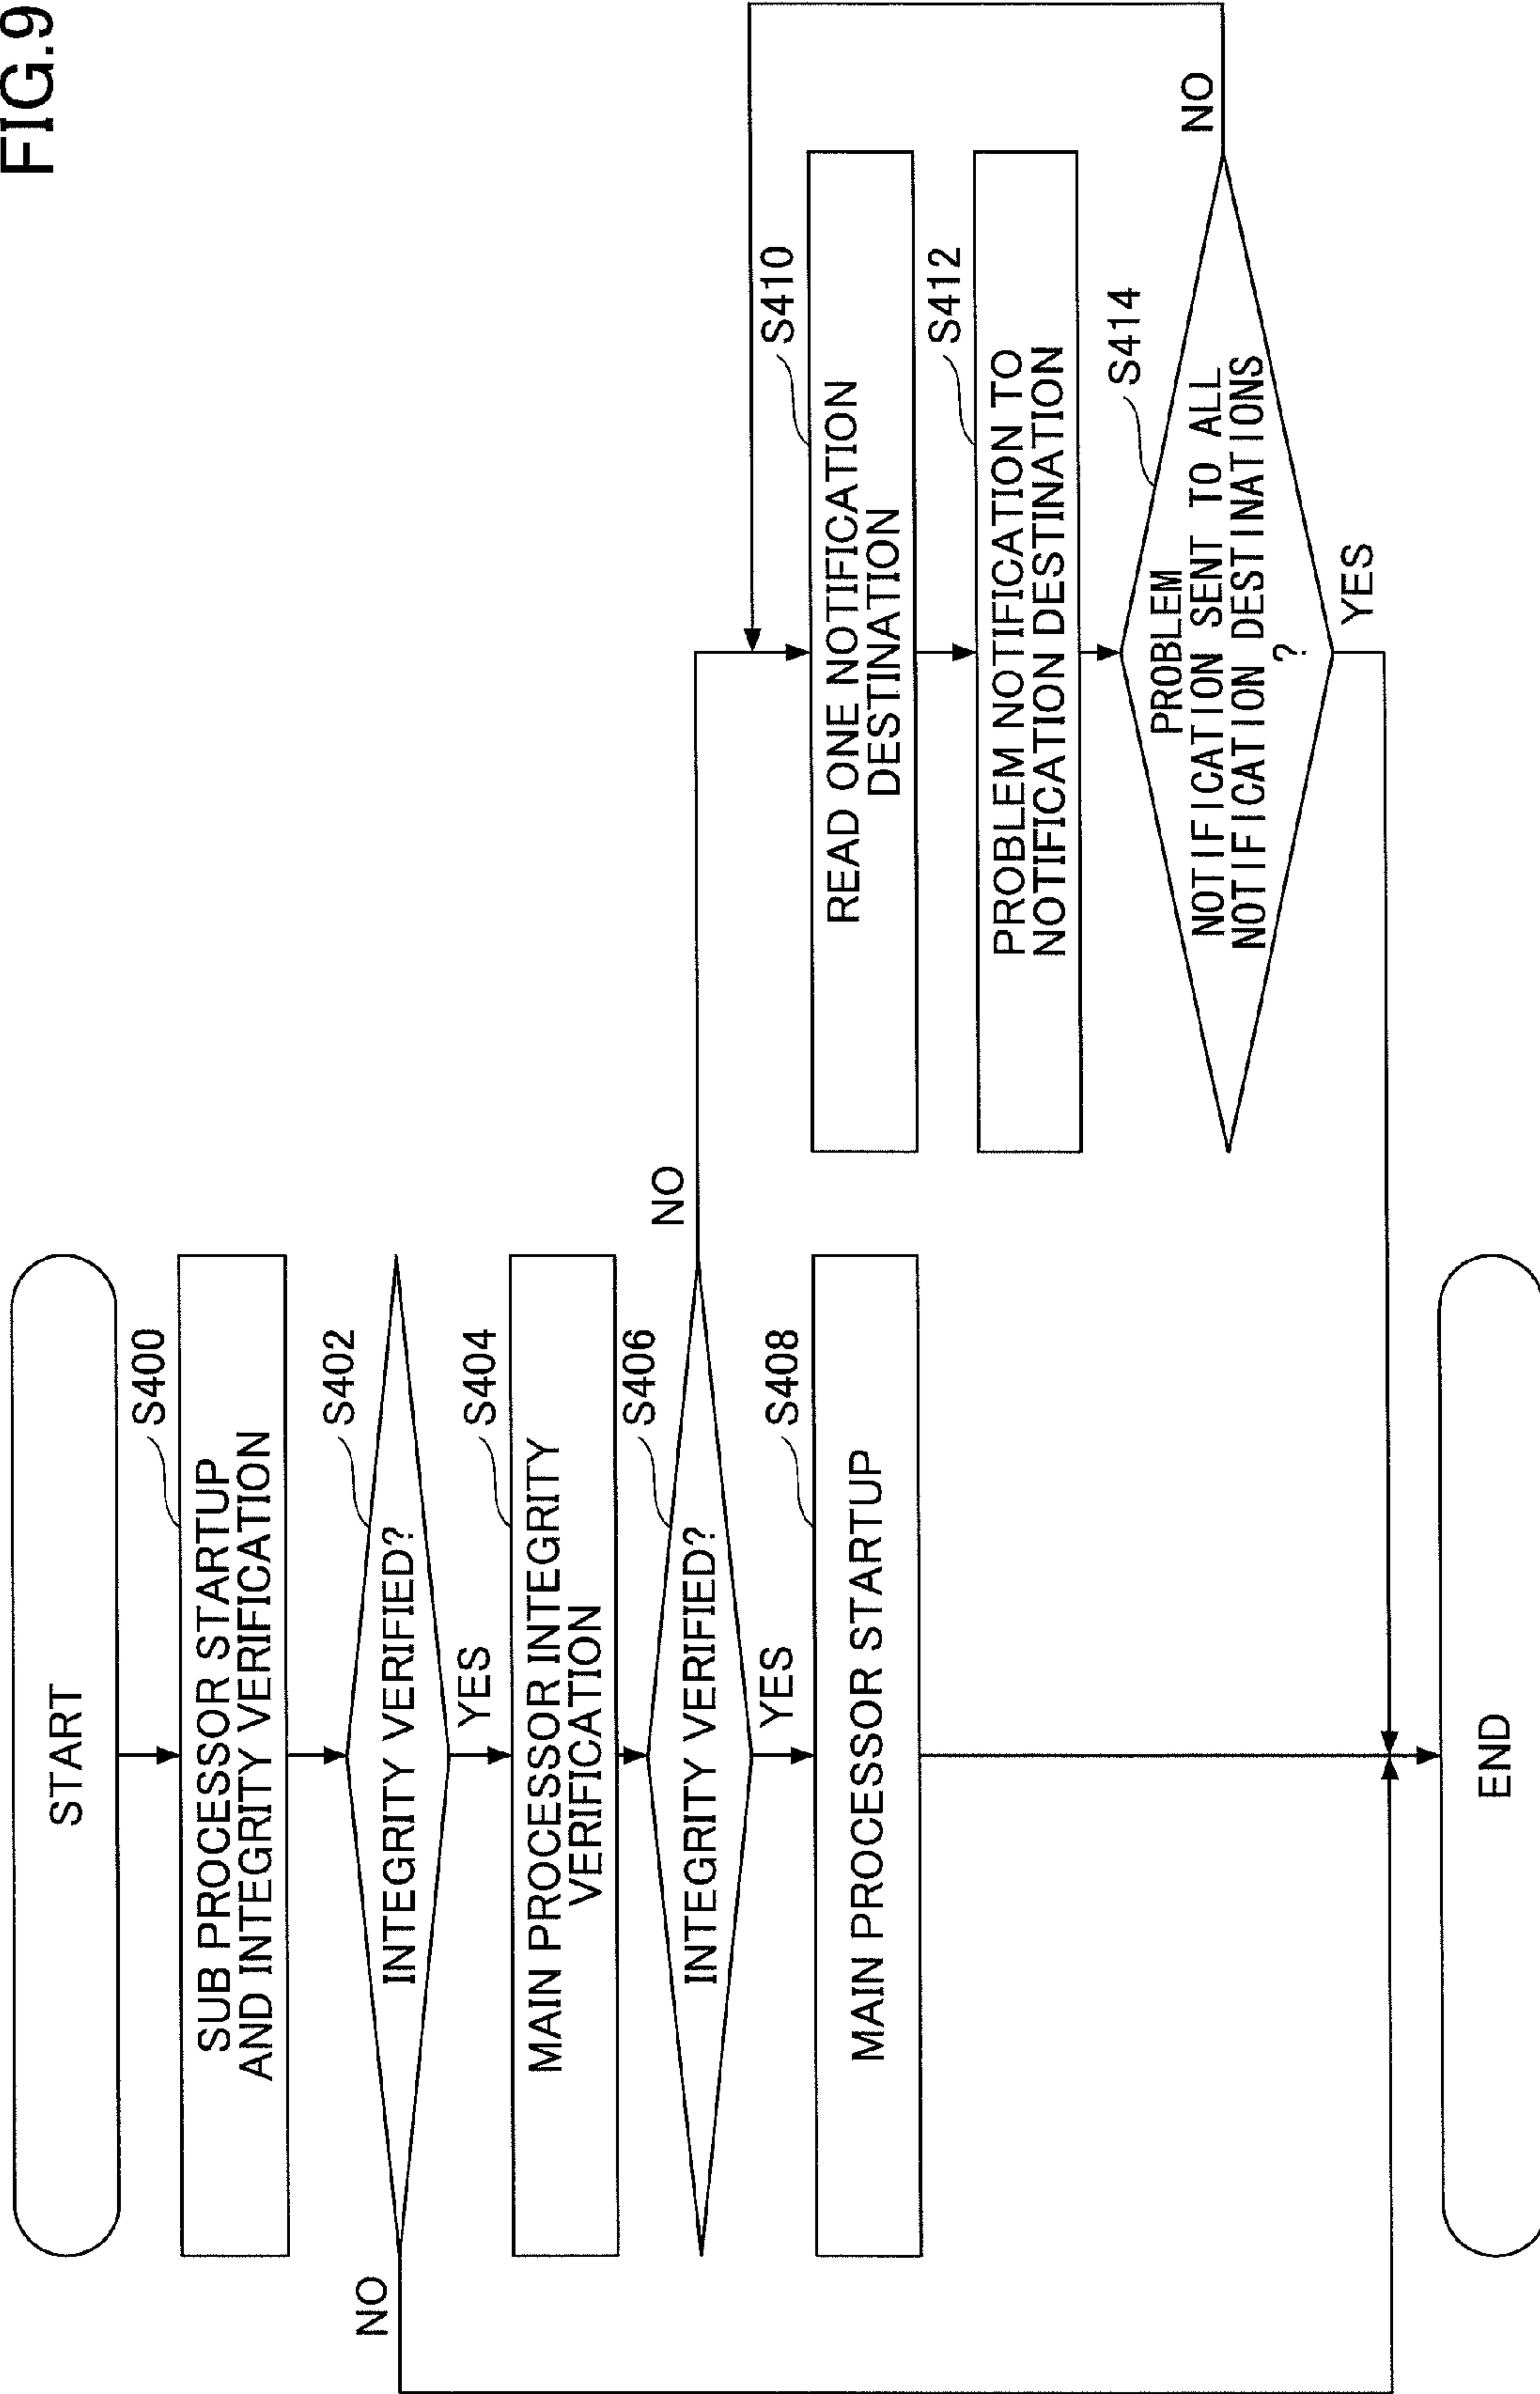 FIG.9
START
S400
SUB PROCESSOR STARTUP
AND INTEGRITY VERIFICATION
S402
INTEGRITY VERIFIED?
NO
YES
S404
MAIN PROCESSOR INTEGRITY
VERIFICATION
S406
INTEGRITY VERIFIED?
NO
YES
S408
MAIN PROCESSOR STARTUP
S410
READ ONE NOTIFICATION
DESTINATION
S412
PROBLEM NOTIFICATION TO
NOTIFICATION DESTINATION
S414
PROBLEM
NOTIFICATION SENT TO ALL
NOTIFICATION DESTINATIONS
?
NO
YES
END